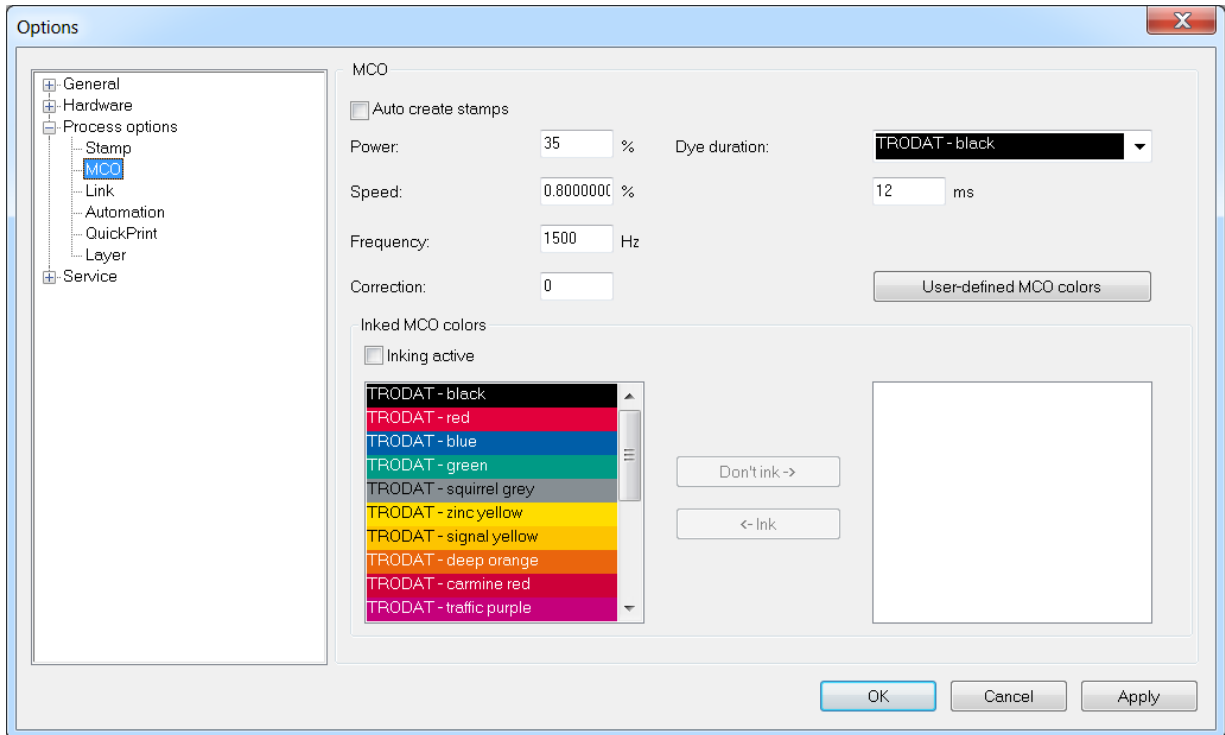 Options
General
Hardware
Process options
Stamp
MCO
Link
Automation
QuickPrint
Layer
Service
MCO
Auto create stamps
Power: 35 % Dye duration: TRODAT - black
Speed: 0.8000000 % 12 ms
Frequency: 1500 Hz
Correction: 0 User-defined MCO colors
Inked MCO colors
Inking active
TRODAT - black
TRODAT - red
TRODAT - blue
TRODAT - green
TRODAT - squirrel grey
TRODAT - zinc yellow
TRODAT - signal yellow
TRODAT - deep orange
TRODAT - carmine red
TRODAT - traffic purple
Don't ink ->
<- Ink
OK Cancel Apply